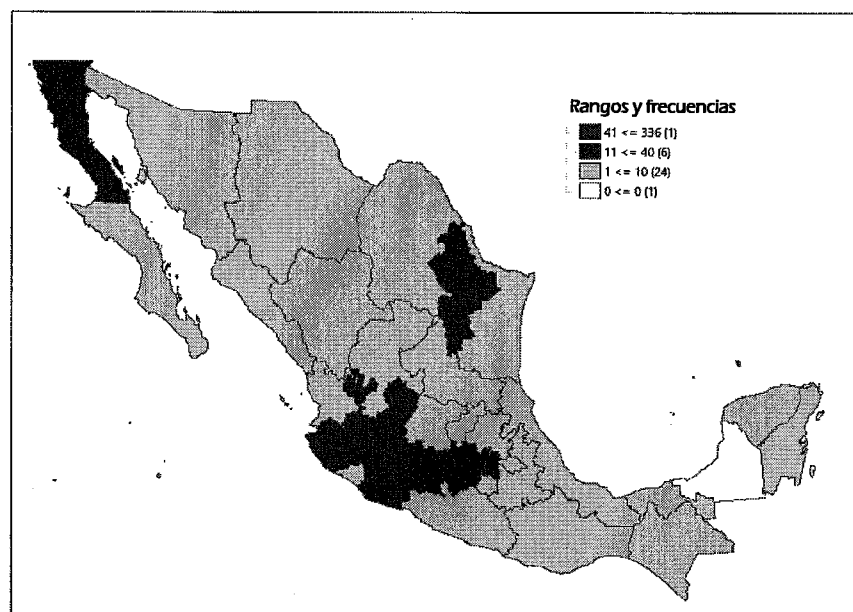 Rangos y frecuencias
41 <= 336 (1)
11 <= 40 (6)
1 <= 10 (24)
0 <= 0 (1)